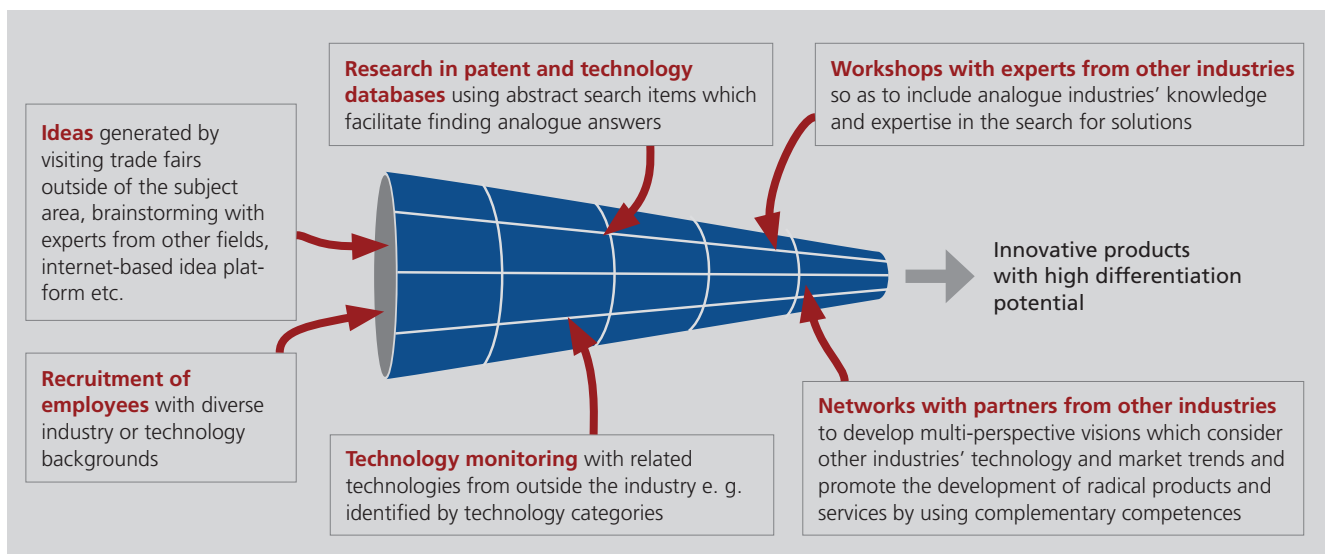 Ideas generated by
visiting trade fairs
outside of the subject
area, brainstorming with
experts from other fields,
internet-based idea plat-
form etc.
Recruitment of
employees with diverse
industry or technology
backgrounds
Research in patent and technology
databases using abstract search items which
facilitate finding analogue answers
Technology monitoring with related
technologies from outside the industry e. g.
identified by technology categories
Workshops with experts from other industries
so as to include analogue industries’ knowledge
and expertise in the search for solutions
Networks with partners from other industries
to develop multi-perspective visions which consider
other industries’ technology and market trends and
promote the development of radical products and
services by using complementary competences
Innovative products
with high differentiation
potential